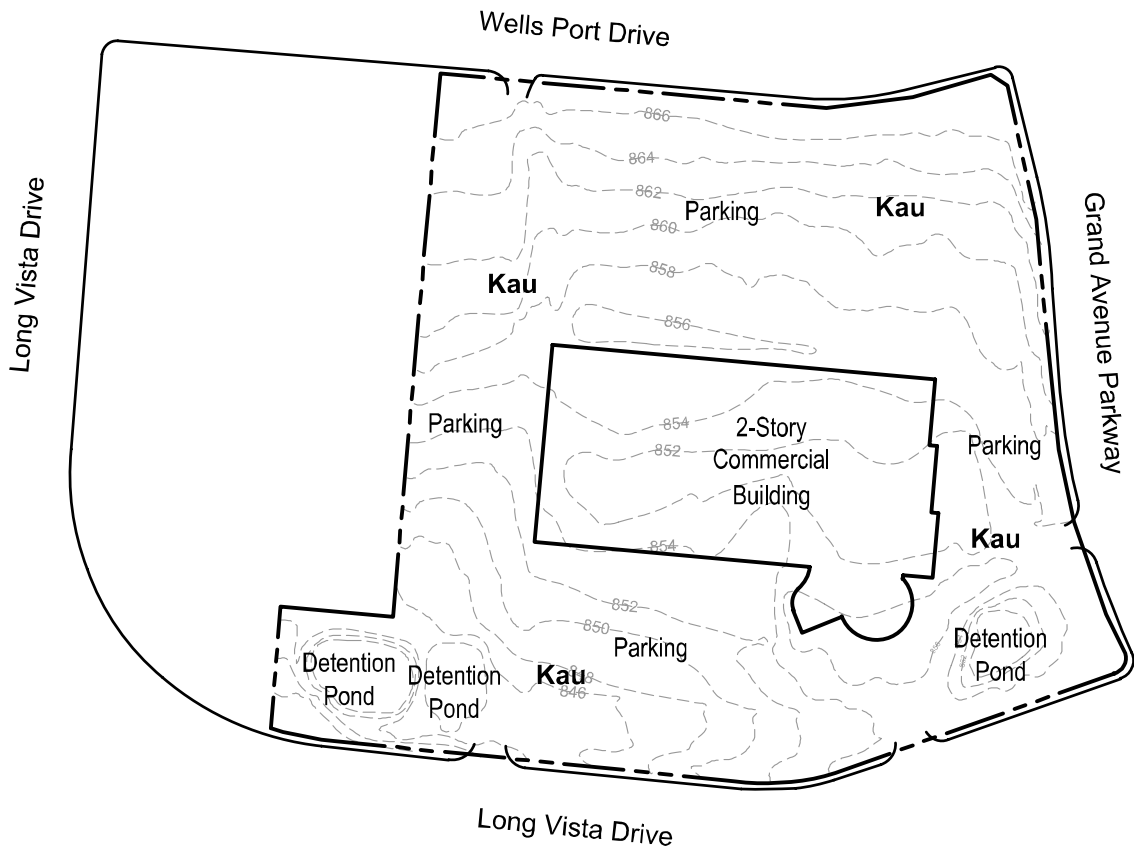 Wells Port Drive
866
864
862
Parking
Kau
860
858
Kau
856
Long Vista Drive
Grand Avenue Parkway
Parking
854
852
2-Story
Commercial
Building
Parking
854
Kau
852
850
Parking
Detention
Pond
Detention
Pond
Detention
Pond
Kau
846
Long Vista Drive